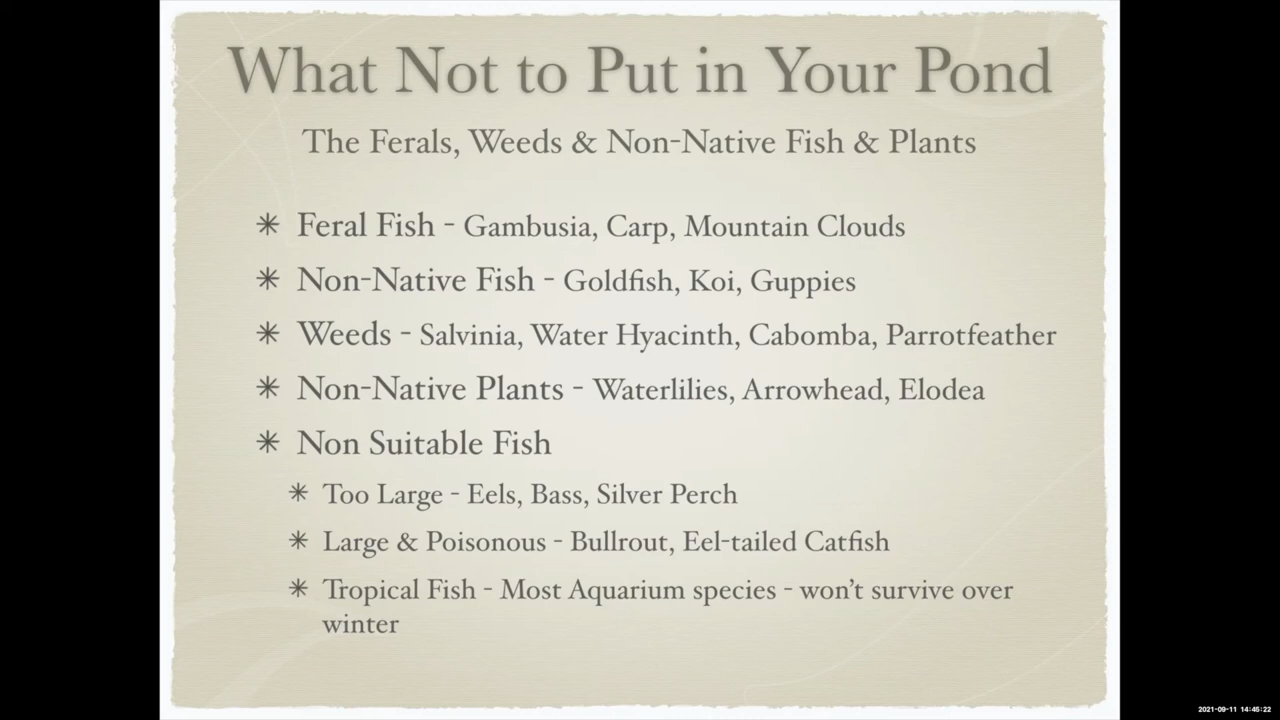 What Not to Put in Your Pond
The Ferals, Weeds & Non-Native Fish & Plants
✳ Feral Fish - Gambusia, Carp, Mountain Clouds
✳ Non-Native Fish - Goldfish, Koi, Guppies
✳ Weeds - Salvinia, Water Hyacinth, Cabomba, Parrotfeather
✳ Non-Native Plants - Waterlilies, Arrowhead, Elodea
✳ Non Suitable Fish
✳ Too Large - Eels, Bass, Silver Perch
✳ Large & Poisonous - Bullrout, Eel-tailed Catfish
✳ Tropical Fish - Most Aquarium species - won’t survive over
winter
2021-09-11 14:45:22